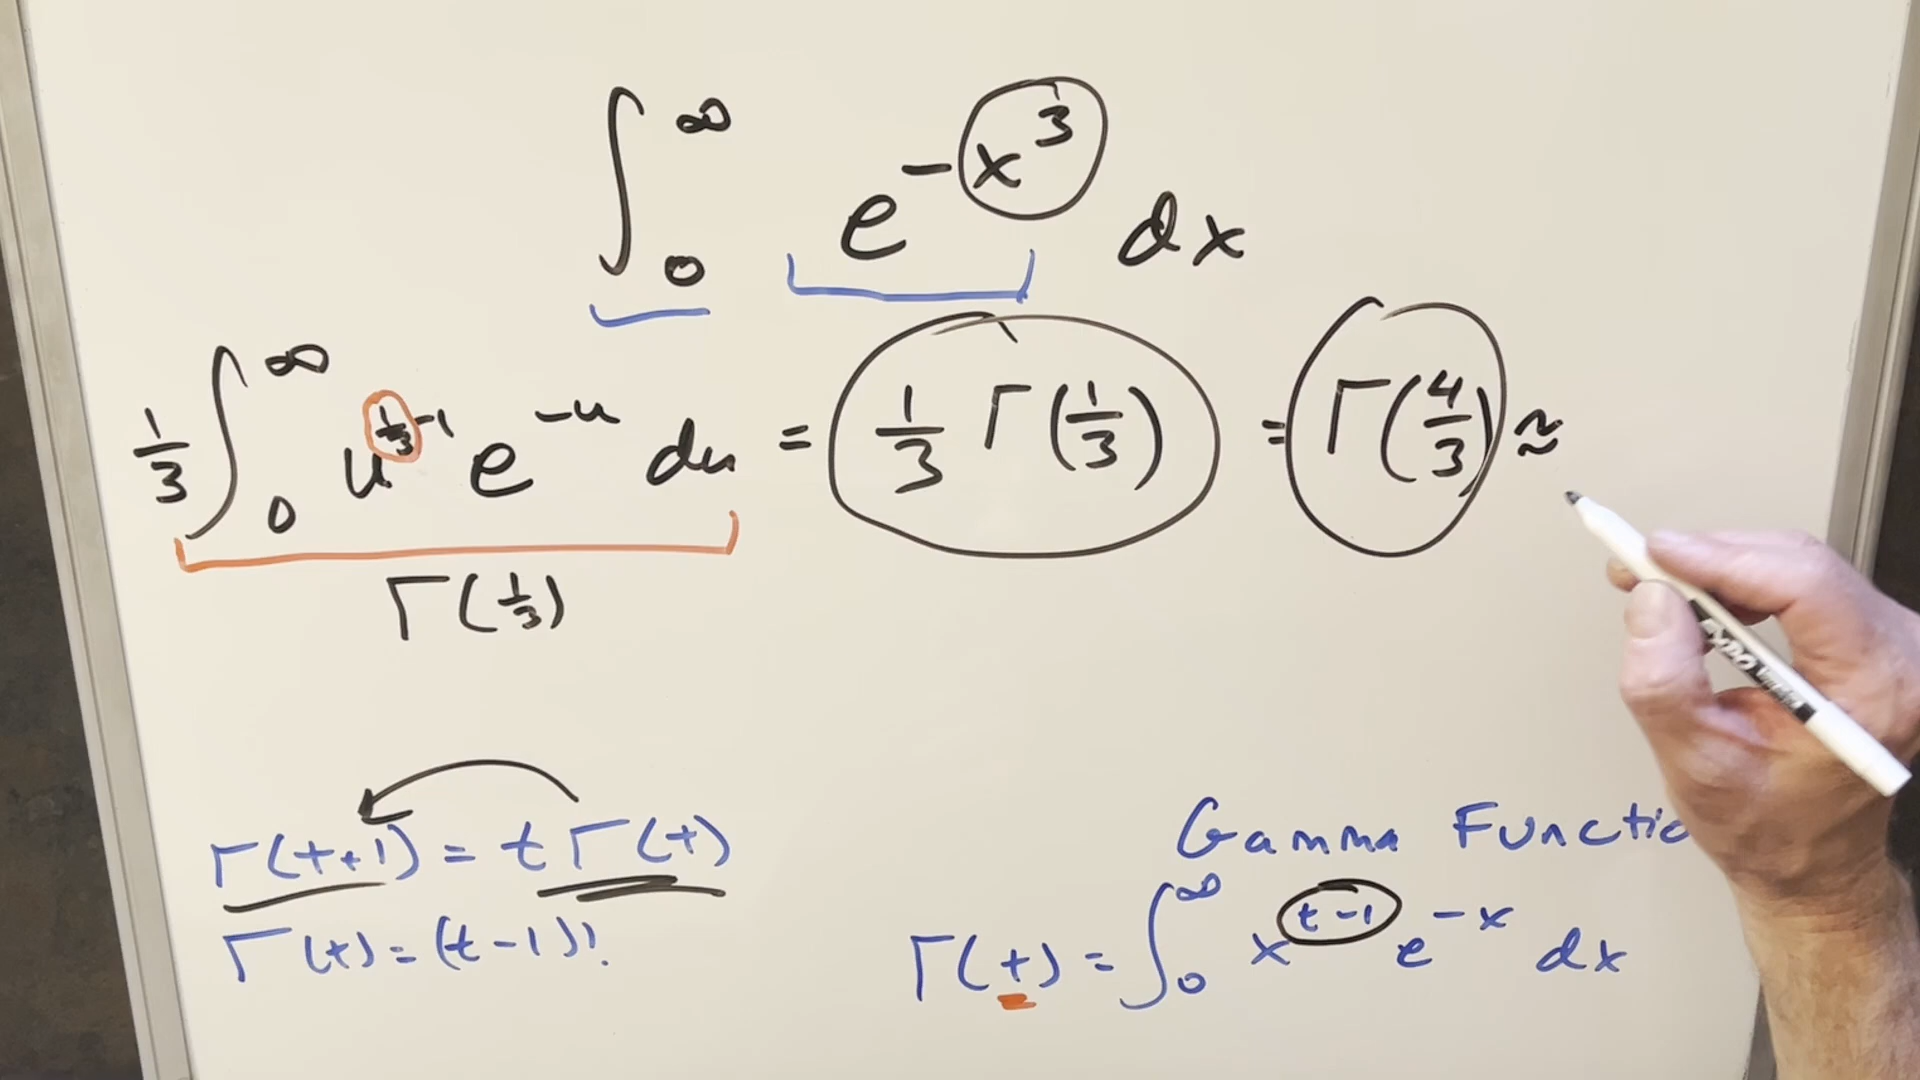 ∫₀^∞ e^(-x³) dx
1/3 ∫₀^∞ u^(1/3 -1) e^(-u) du = 1/3 Γ(1/3) = Γ(4/3) ≈
Γ(1/3)
Γ(t+1) = t Γ(t)
Γ(t) = (t-1)!
Gamma Functio
Γ(t) = ∫₀^∞ x^(t-1) e^(-x) dx
EXPO